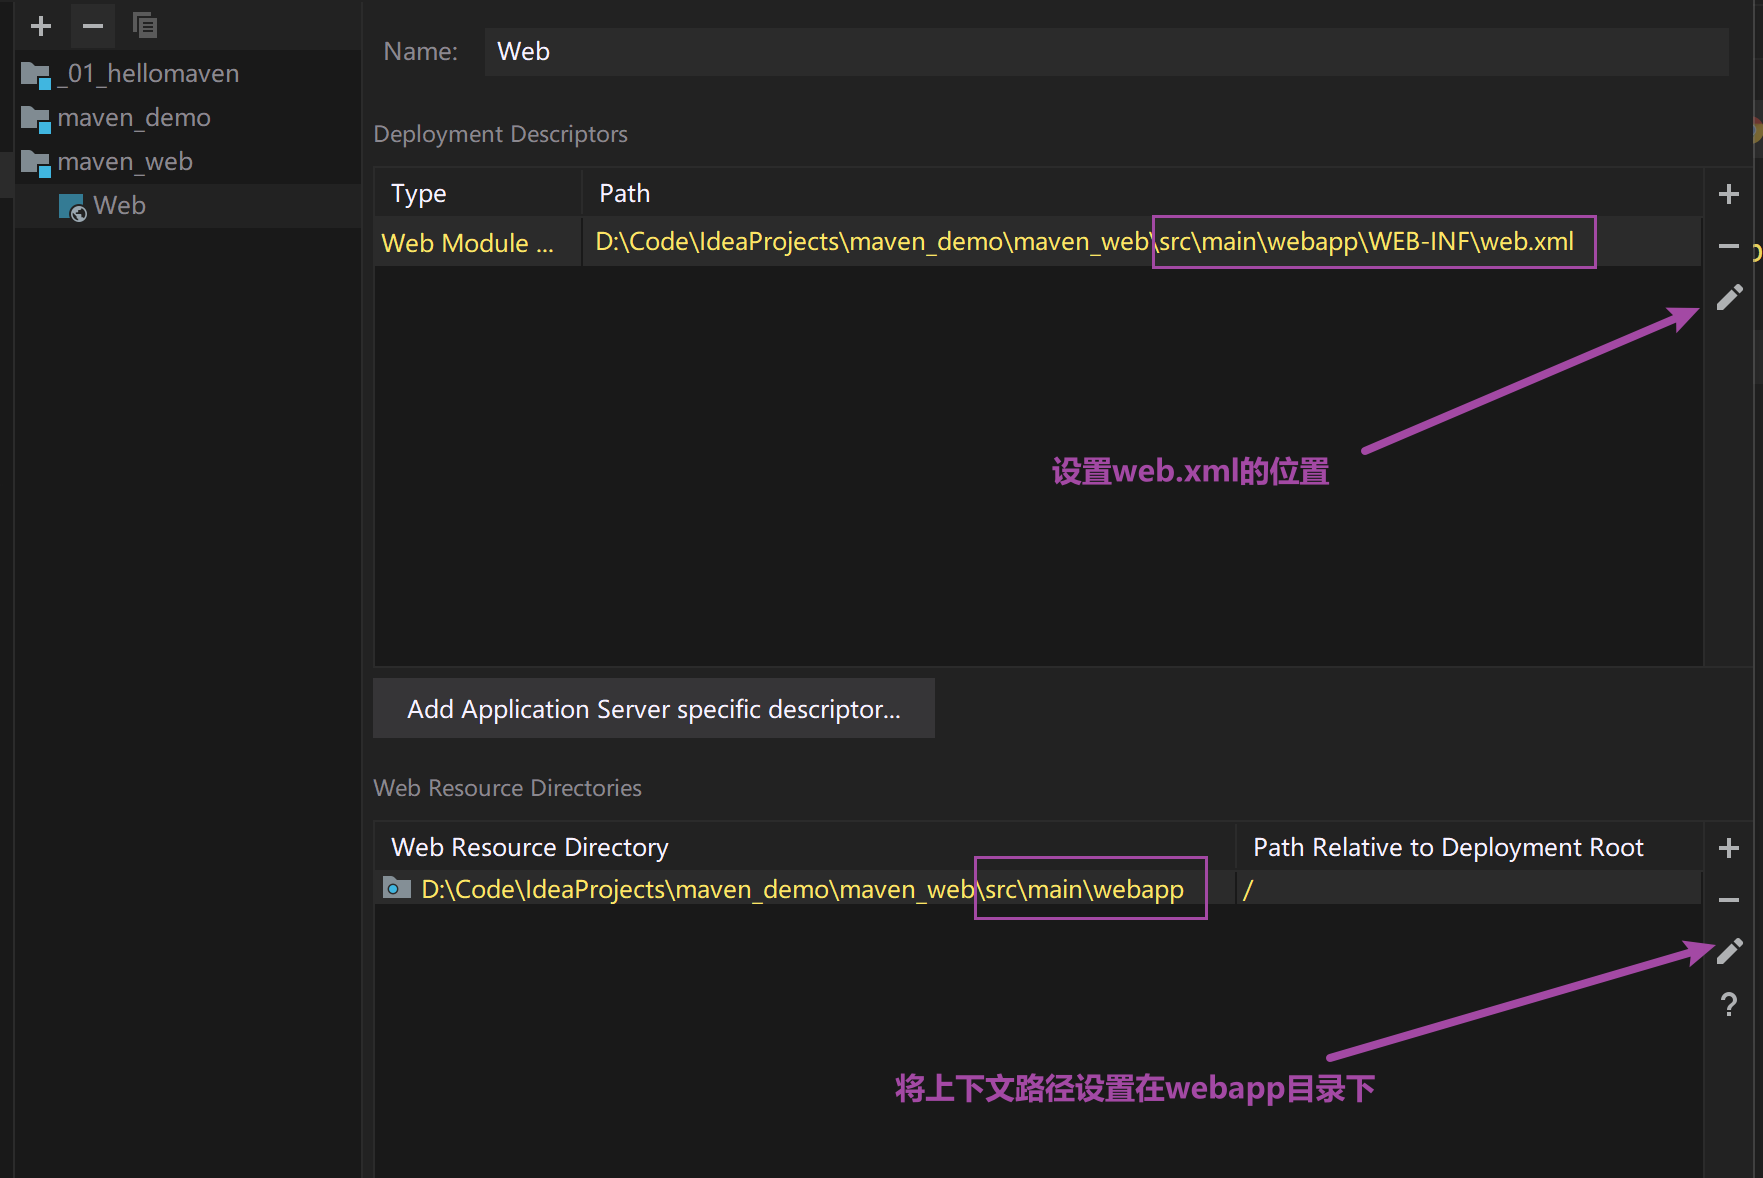 _01_hellomaven
maven_demo
maven_web
Web
Name:
Web
Deployment Descriptors
Type
Path
Web Module ...
D:\Code\IdeaProjects\maven_demo\maven_web\src\main\webapp\WEB-INF\web.xml
设置web.xml的位置
Add Application Server specific descriptor...
Web Resource Directories
Web Resource Directory
Path Relative to Deployment Root
D:\Code\IdeaProjects\maven_demo\maven_web\src\main\webapp
/
将上下文路径设置在webapp目录下